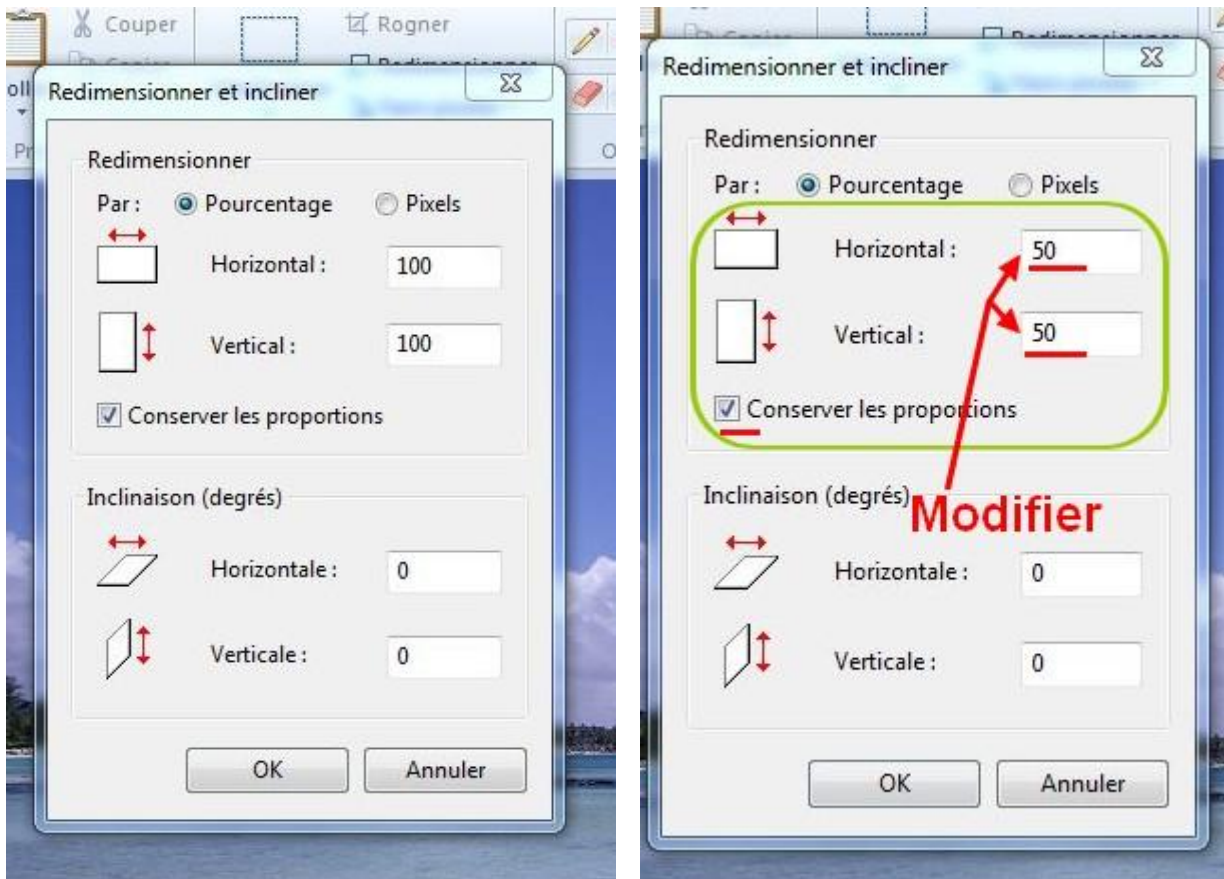 Couper
Rogner
Copier
Redimensionner
Redimensionner et incliner
Redimensionner
Par :
Pourcentage
Pixels
Horizontal :
100
Vertical :
100
Conserver les proportions
Inclinaison (degrés)
Horizontale :
0
Verticale :
0
OK
Annuler
Redimensionner et incliner
Redimensionner
Par :
Pourcentage
Pixels
Horizontal :
50
Vertical :
50
Conserver les proportions
Inclinaison (degrés)
Modifier
Horizontale :
0
Verticale :
0
OK
Annuler